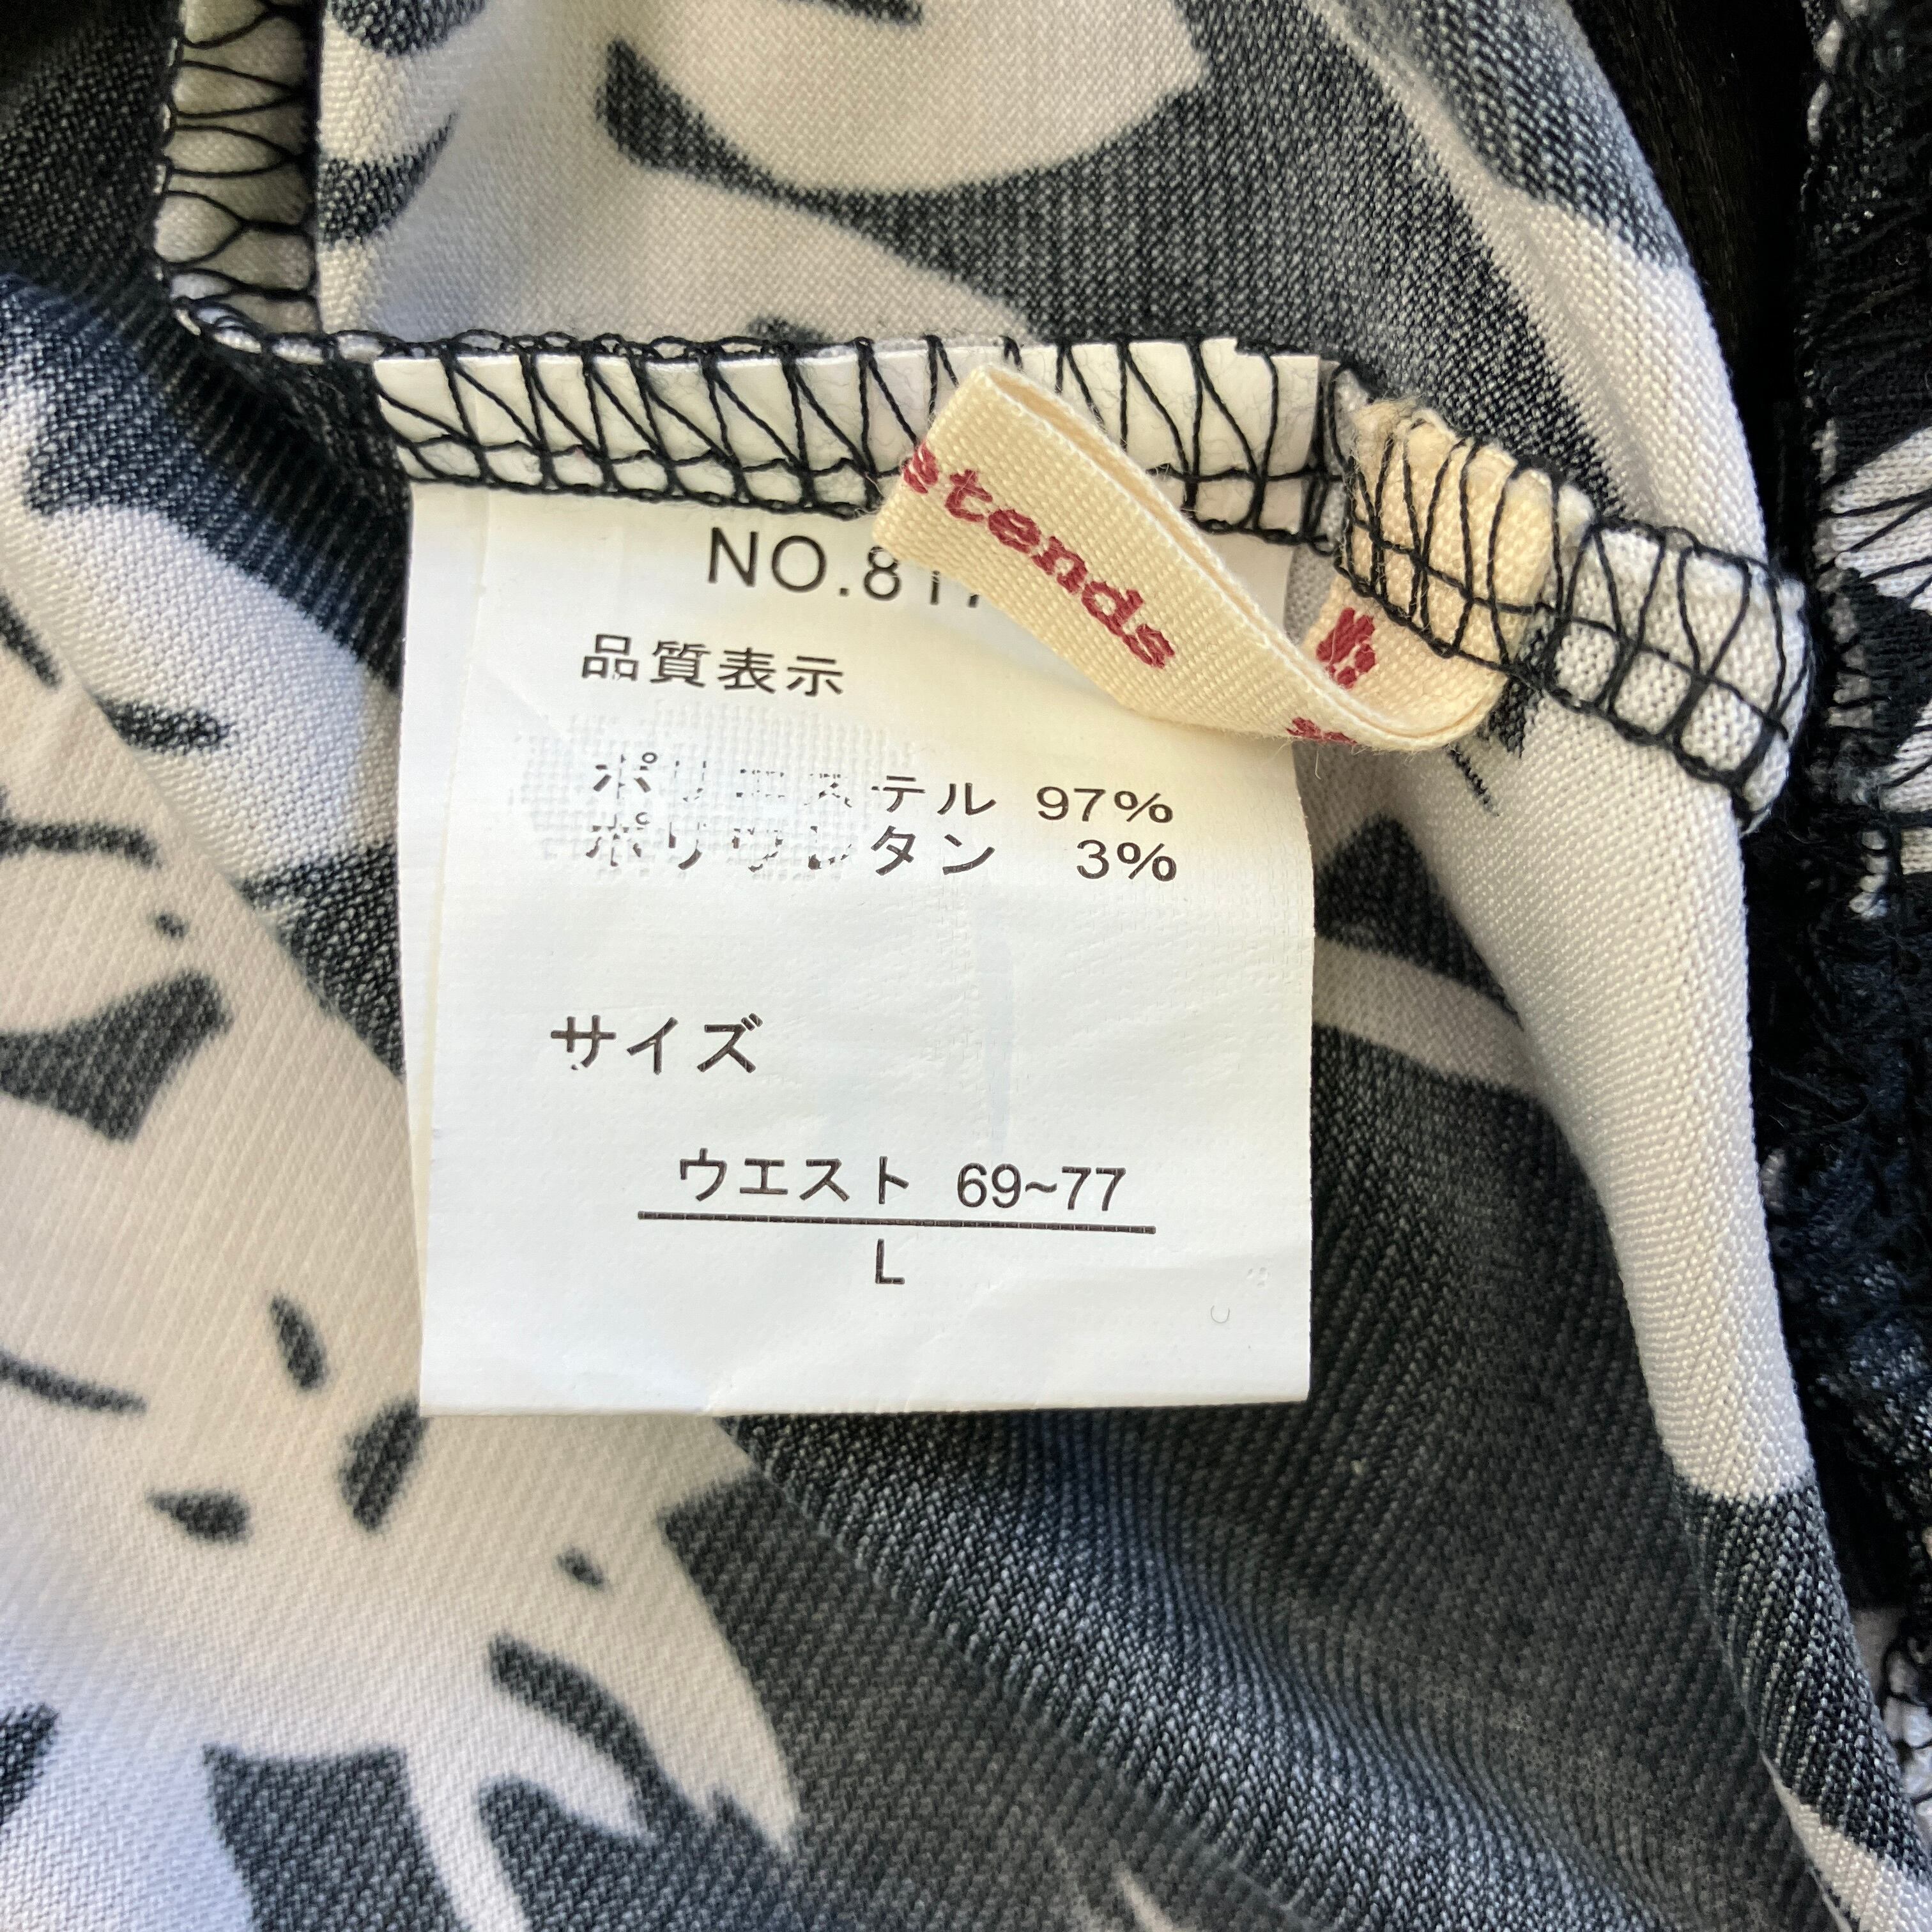 NO.81
stends
品質表示
ポリエステル 97%
ポリウレタン 3%
サイズ
ウエスト 69~77
L